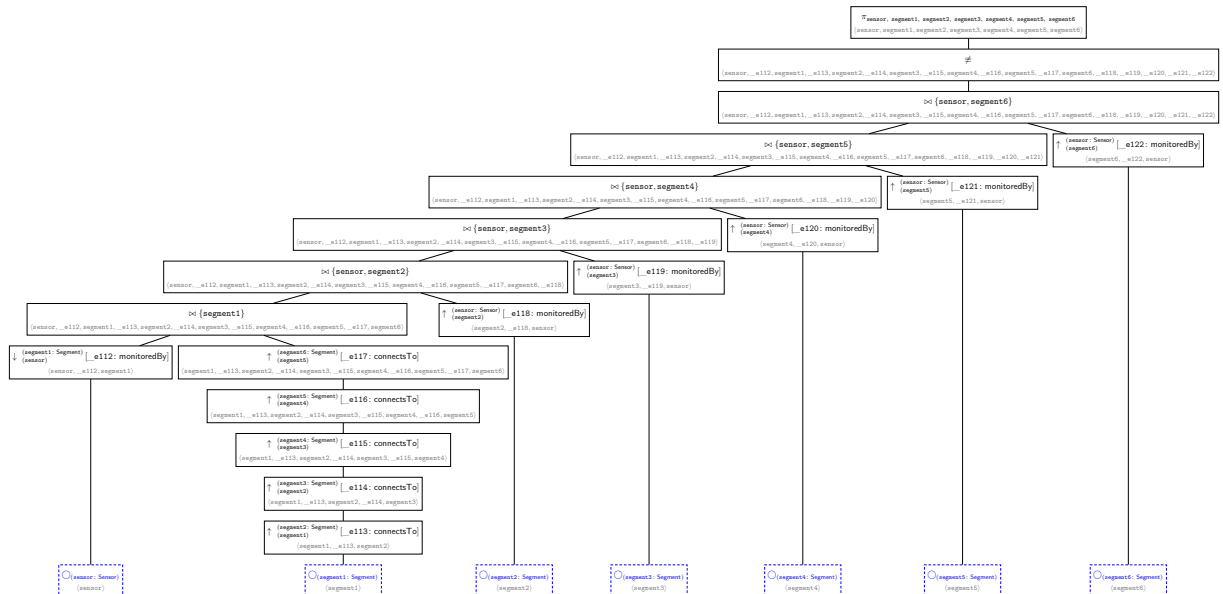 π sensor, segment1, segment2, segment3, segment4, segment5, segment6
⟨sensor, segment1, segment2, segment3, segment4, segment5, segment6⟩
≢
⟨sensor, _e112, segment1, _e113, segment2, _e114, segment3, _e115, segment4, _e116, segment5, _e117, segment6, _e118, _e119, _e120, _e121, _e122⟩
⋈ {sensor, segment6}
⟨sensor, _e112, segment1, _e113, segment2, _e114, segment3, _e115, segment4, _e116, segment5, _e117, segment6, _e118, _e119, _e120, _e121, _e122⟩
⋈ {sensor, segment5}
⟨sensor, _e112, segment1, _e113, segment2, _e114, segment3, _e115, segment4, _e116, segment5, _e117, segment6, _e118, _e119, _e120, _e121⟩
↑ (sensor: Sensor) (segment6) [_e122: monitoredBy]
⟨segment6, _e122, sensor⟩
⋈ {sensor, segment4}
⟨sensor, _e112, segment1, _e113, segment2, _e114, segment3, _e115, segment4, _e116, segment5, _e117, segment6, _e118, _e119, _e120⟩
↑ (sensor: Sensor) (segment5) [_e121: monitoredBy]
⟨segment5, _e121, sensor⟩
⋈ {sensor, segment3}
⟨sensor, _e112, segment1, _e113, segment2, _e114, segment3, _e115, segment4, _e116, segment5, _e117, segment6, _e118, _e119⟩
↑ (sensor: Sensor) (segment4) [_e120: monitoredBy]
⟨segment4, _e120, sensor⟩
⋈ {sensor, segment2}
⟨sensor, _e112, segment1, _e113, segment2, _e114, segment3, _e115, segment4, _e116, segment5, _e117, segment6, _e118⟩
↑ (sensor: Sensor) (segment3) [_e119: monitoredBy]
⟨segment3, _e119, sensor⟩
⋈ {segment1}
⟨sensor, _e112, segment1, _e113, segment2, _e114, segment3, _e115, segment4, _e116, segment5, _e117, segment6⟩
↑ (sensor: Sensor) (segment2) [_e118: monitoredBy]
⟨segment2, _e118, sensor⟩
↓ (segment1: Segment) (sensor) [_e112: monitoredBy]
⟨sensor, _e112, segment1⟩
↑ (segment6: Segment) (segment5) [_e117: connectsTo]
⟨segment1, _e113, segment2, _e114, segment3, _e115, segment4, _e116, segment5, _e117, segment6⟩
↑ (segment5: Segment) (segment4) [_e116: connectsTo]
⟨segment1, _e113, segment2, _e114, segment3, _e115, segment4, _e116, segment5⟩
↑ (segment4: Segment) (segment3) [_e115: connectsTo]
⟨segment1, _e113, segment2, _e114, segment3, _e115, segment4⟩
↑ (segment3: Segment) (segment2) [_e114: connectsTo]
⟨segment1, _e113, segment2, _e114, segment3⟩
↑ (segment2: Segment) (segment1) [_e113: connectsTo]
⟨segment1, _e113, segment2⟩
◯(sensor: Sensor) ◯(segment1: Segment) ◯(segment2: Segment) ◯(segment3: Segment) ◯(segment4: Segment) ◯(segment5: Segment) ◯(segment6: Segment)
⟨sensor⟩ ⟨segment1⟩ ⟨segment2⟩ ⟨segment3⟩ ⟨segment4⟩ ⟨segment5⟩ ⟨segment6⟩